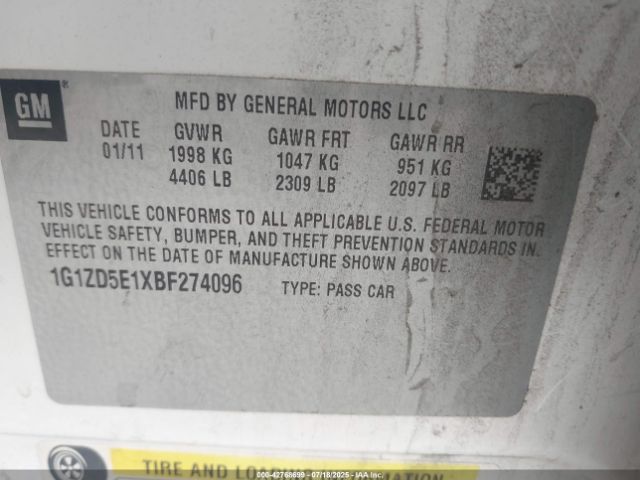 GM
MFD BY GENERAL MOTORS LLC
DATE GVWR GAWR FRT GAWR RR
01/11 1998 KG 1047 KG 951 KG
4406 LB 2309 LB 2097 LB
THIS VEHICLE CONFORMS TO ALL APPLICABLE U.S. FEDERAL MOTOR
VEHICLE SAFETY, BUMPER, AND THEFT PREVENTION STANDARDS IN
EFFECT ON THE DATE OF MANUFACTURE SHOWN ABOVE.
1G1ZD5E1XBF274096 TYPE: PASS CAR
TIRE AND
000-42768699 - 07/18/2025 - IAAI.com